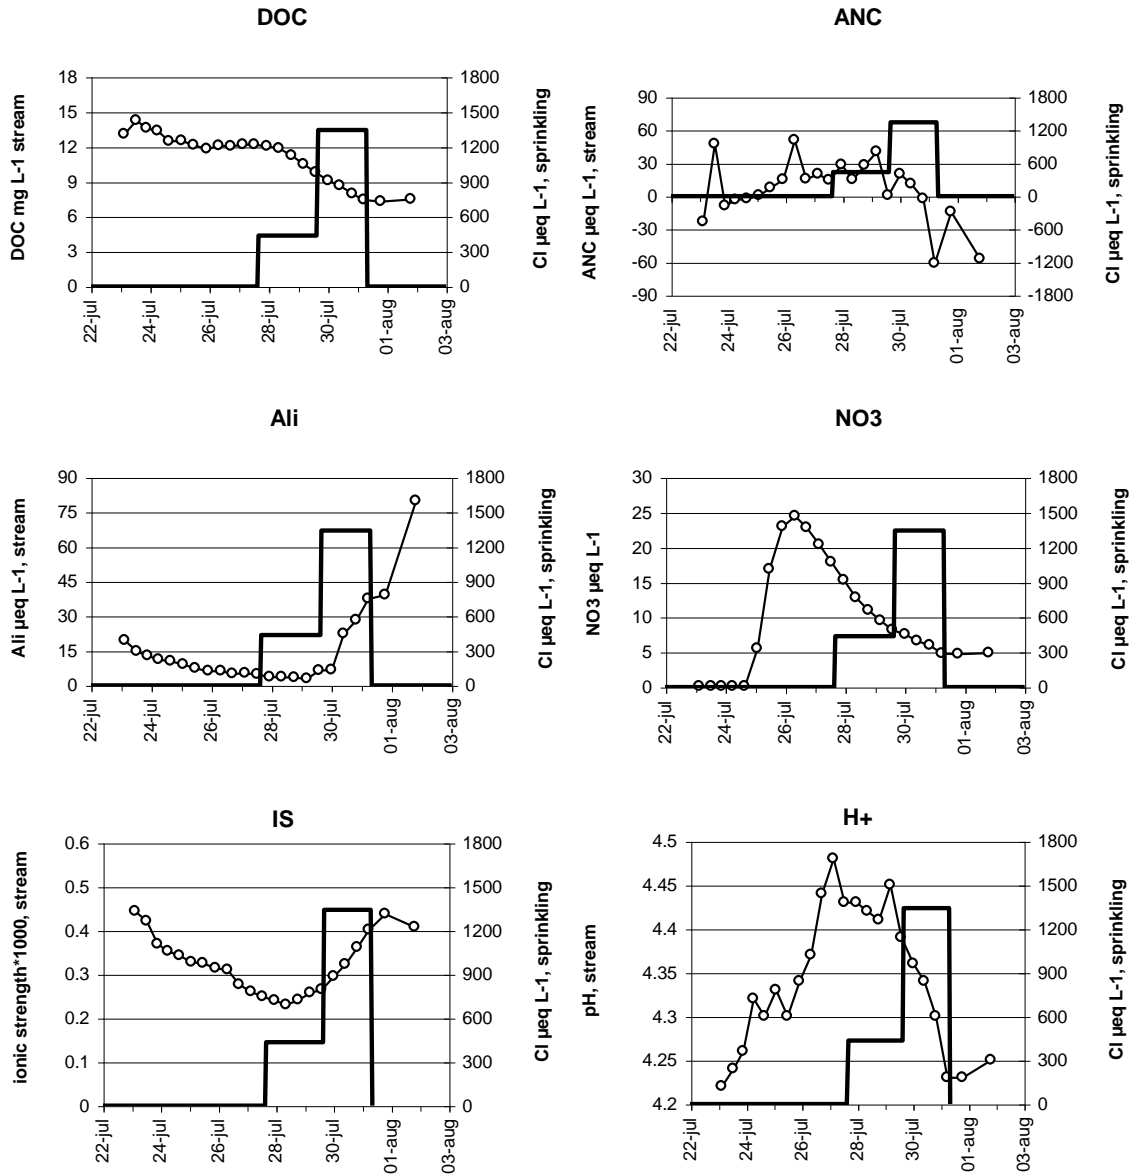 DOC
DOC mg L-1 stream
18
15
12
9
6
3
0
1800
1500
1200
900
600
300
0
Cl µeq L-1, sprinkling
22-jul
24-jul
26-jul
28-jul
30-jul
01-aug
03-aug
ANC
ANC µeq L-1, stream
90
60
30
0
-30
-60
-90
1800
1200
600
0
-600
-1200
-1800
Cl µeq L-1, sprinkling
22-jul
24-jul
26-jul
28-jul
30-jul
01-aug
03-aug
Ali
Ali µeq L-1, stream
90
75
60
45
30
15
0
1800
1500
1200
900
600
300
0
Cl µeq L-1, sprinkling
22-jul
24-jul
26-jul
28-jul
30-jul
01-aug
03-aug
NO3
NO3 µeq L-1
30
25
20
15
10
5
0
1800
1500
1200
900
600
300
0
Cl µeq L-1, sprinkling
22-jul
24-jul
26-jul
28-jul
30-jul
01-aug
03-aug
IS
ionic strength*1000, stream
0.6
0.5
0.4
0.3
0.2
0.1
0
1800
1500
1200
900
600
300
0
Cl µeq L-1, sprinkling
22-jul
24-jul
26-jul
28-jul
30-jul
01-aug
03-aug
H+
pH, stream
4.5
4.45
4.4
4.35
4.3
4.25
4.2
1800
1500
1200
900
600
300
0
Cl µeq L-1, sprinkling
22-jul
24-jul
26-jul
28-jul
30-jul
01-aug
03-aug